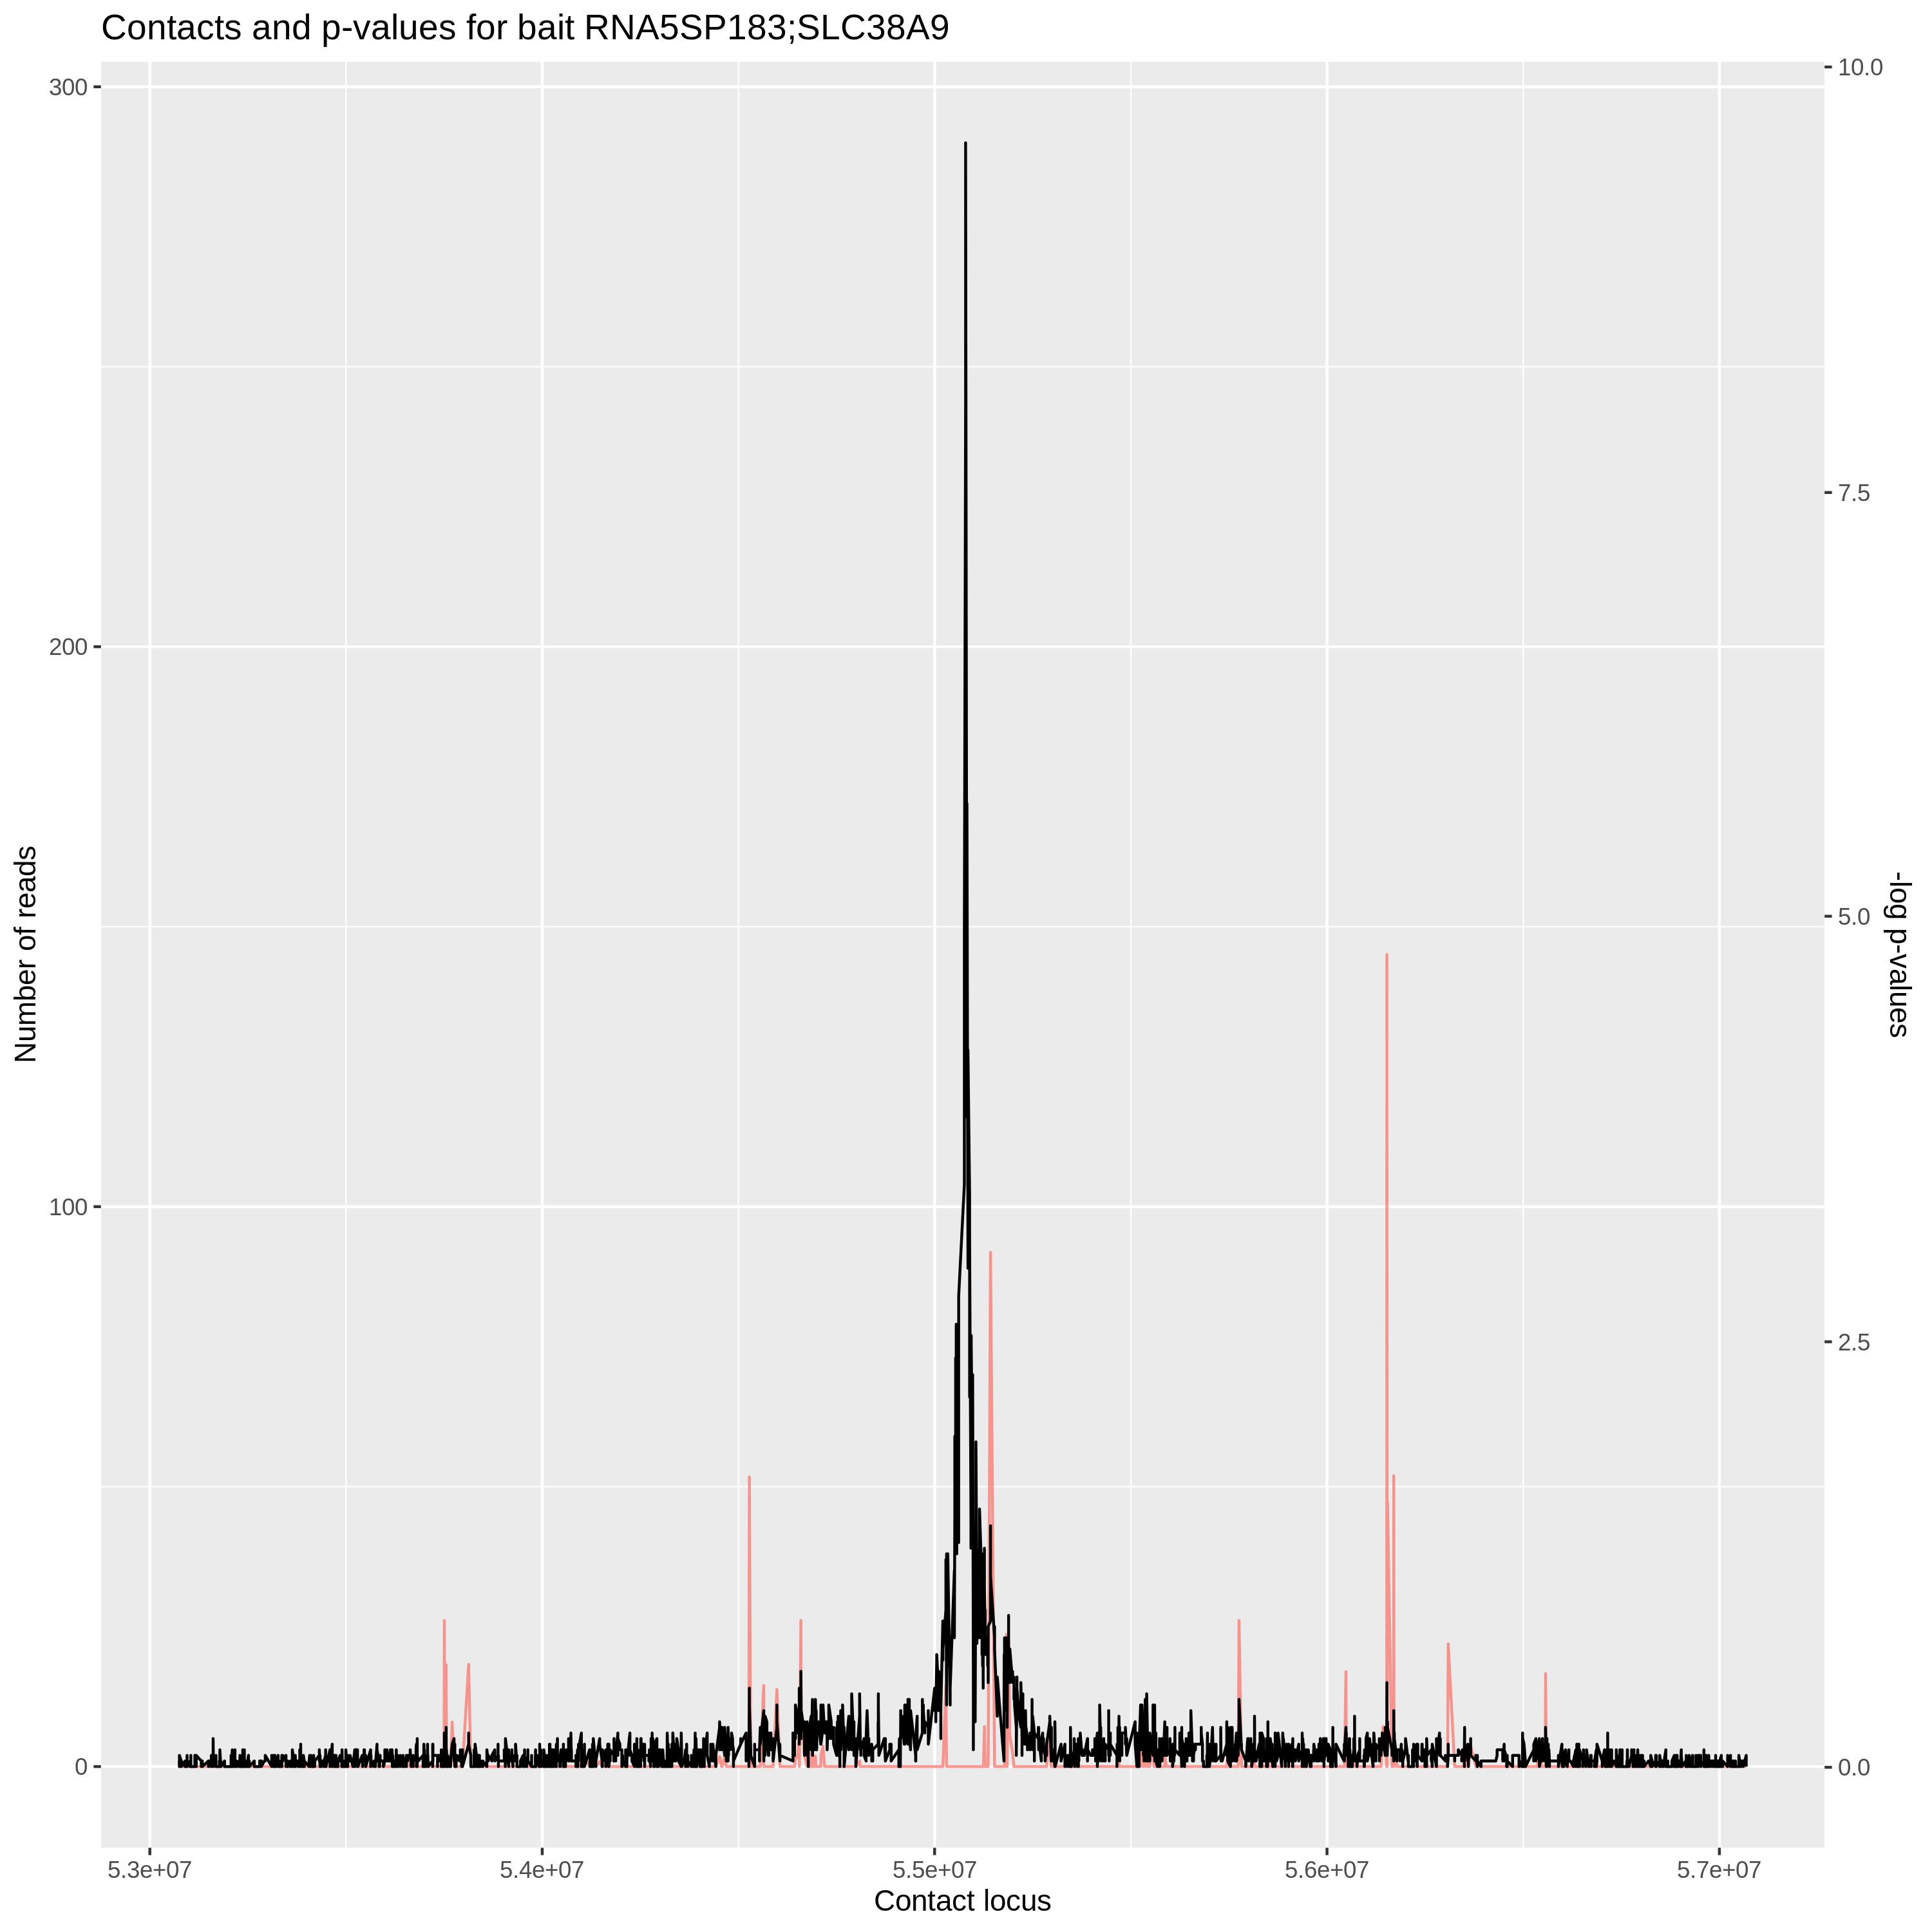 Contacts and p-values for bait RNA5SP183;SLC38A9
300
200
100
0
Number of reads
10.0
7.5
5.0
2.5
0.0
-log p-values
5.3e+07
5.4e+07
5.5e+07
5.6e+07
5.7e+07
Contact locus